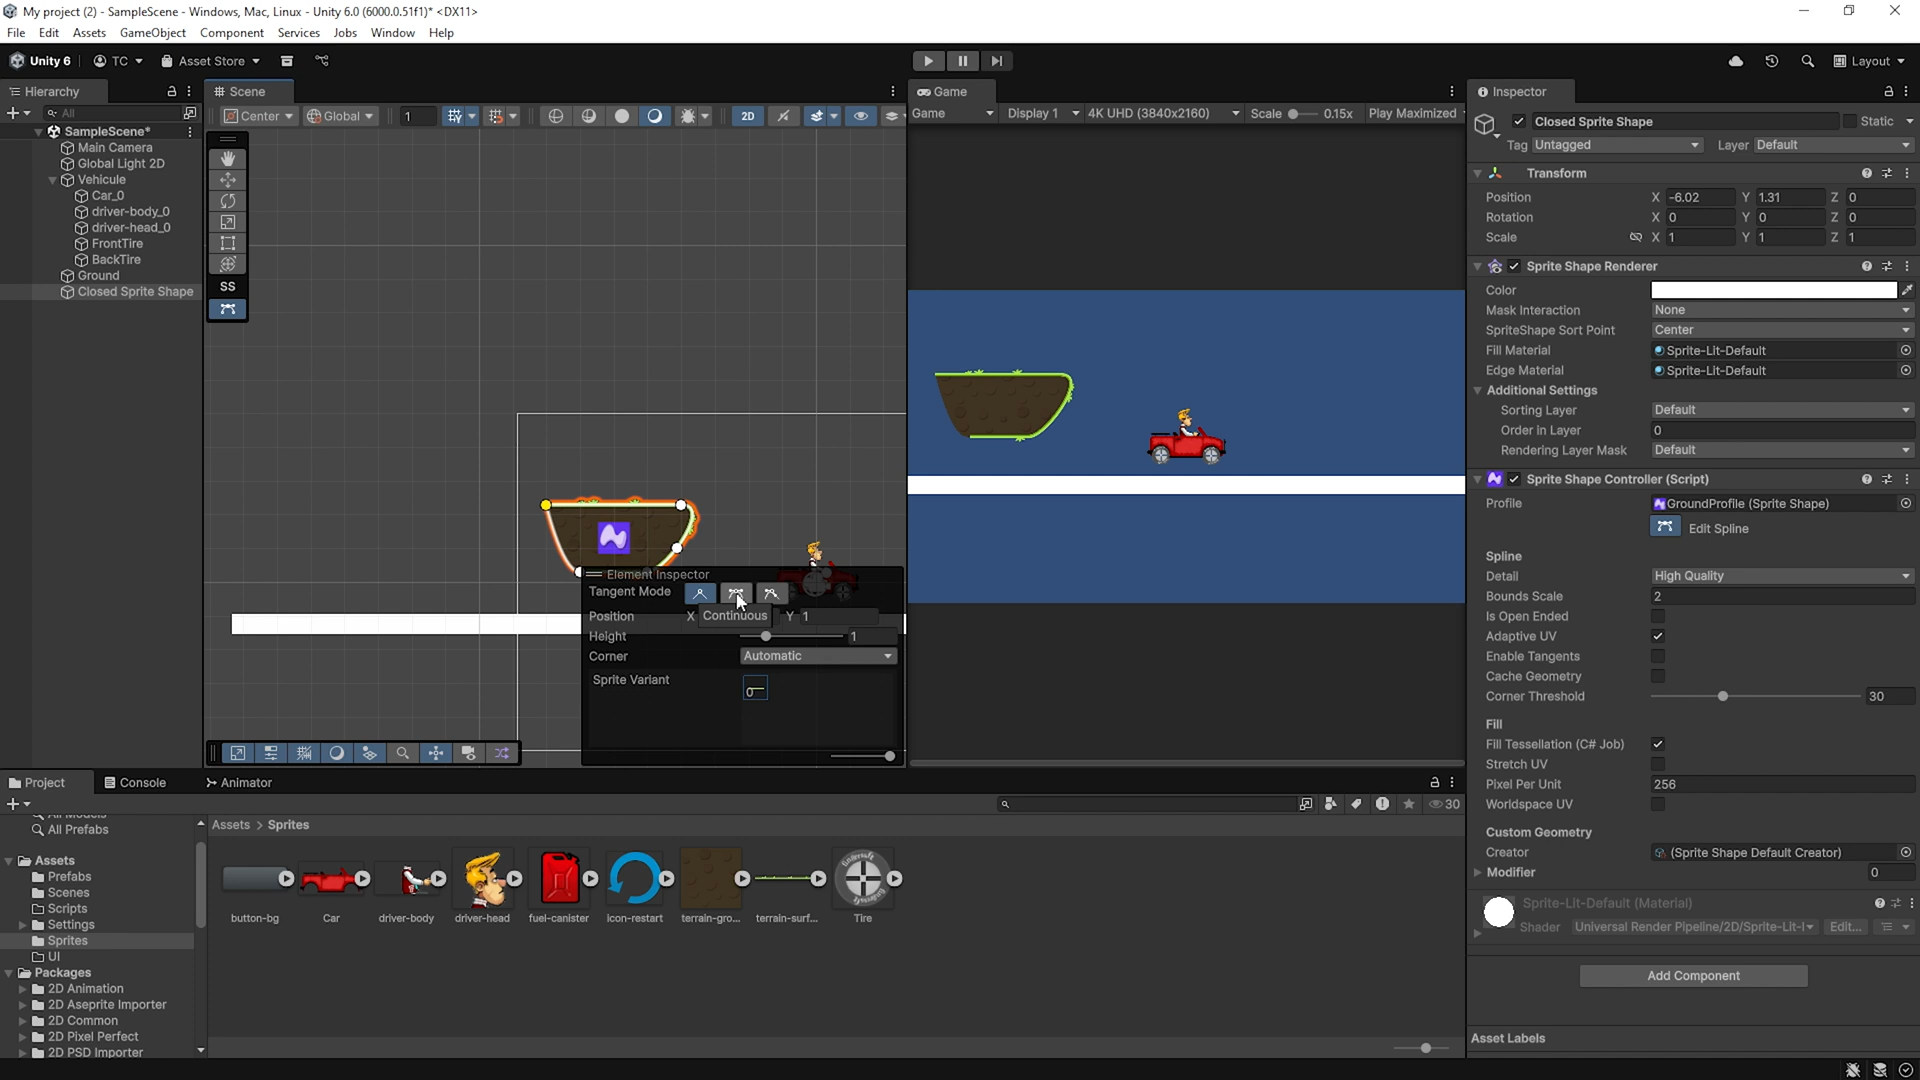 My project (2) - SampleScene - Windows, Mac, Linux - Unity 6.0 (6000.0.51f1)* <DX11>
File Edit Assets GameObject Component Services Jobs Window Help
Unity 6 TC Asset Store Layout
Hierarchy
All
SampleScene*
Main Camera
Global Light 2D
Vehicule
Car_0
driver-body_0
driver-head_0
FrontTire
BackTire
Ground
Closed Sprite Shape
Scene
Center Global 1 2D
SS
Element Inspector
Tangent Mode
Continuous
Position X Y 1
Height 1
Corner Automatic
Sprite Variant
0
Game
Game Display 1 4K UHD (3840x2160) Scale 0.15x Play Maximized
Inspector
Closed Sprite Shape Static
Tag Untagged Layer Default
Transform
Position X -6.02 Y 1.31 Z 0
Rotation X 0 Y 0 Z 0
Scale X 1 Y 1 Z 1
Sprite Shape Renderer
Color
Mask Interaction None
SpriteShape Sort Point Center
Fill Material Sprite-Lit-Default
Edge Material Sprite-Lit-Default
Additional Settings
Sorting Layer Default
Order in Layer 0
Rendering Layer Mask Default
Sprite Shape Controller (Script)
Profile GroundProfile (Sprite Shape)
Edit Spline
Spline
Detail High Quality
Bounds Scale 2
Is Open Ended
Adaptive UV
Enable Tangents
Cache Geometry
Corner Threshold 30
Fill
Fill Tessellation (C# Job)
Stretch UV
Pixel Per Unit 256
Worldspace UV
Custom Geometry
Creator (Sprite Shape Default Creator)
Modifier 0
Sprite-Lit-Default (Material)
Shader Universal Render Pipeline/2D/Sprite-Lit- Edit...
Add Component
Asset Labels
Project Console Animator
30
All Models
All Prefabs
Assets
Prefabs
Scenes
Scripts
Settings
Sprites
UI
Packages
2D Animation
2D Aseprite Importer
2D Common
2D Pixel Perfect
2D PSD Importer
Assets > Sprites
button-bg Car driver-body driver-head fuel-canister icon-restart terrain-gro... terrain-surf... Tire